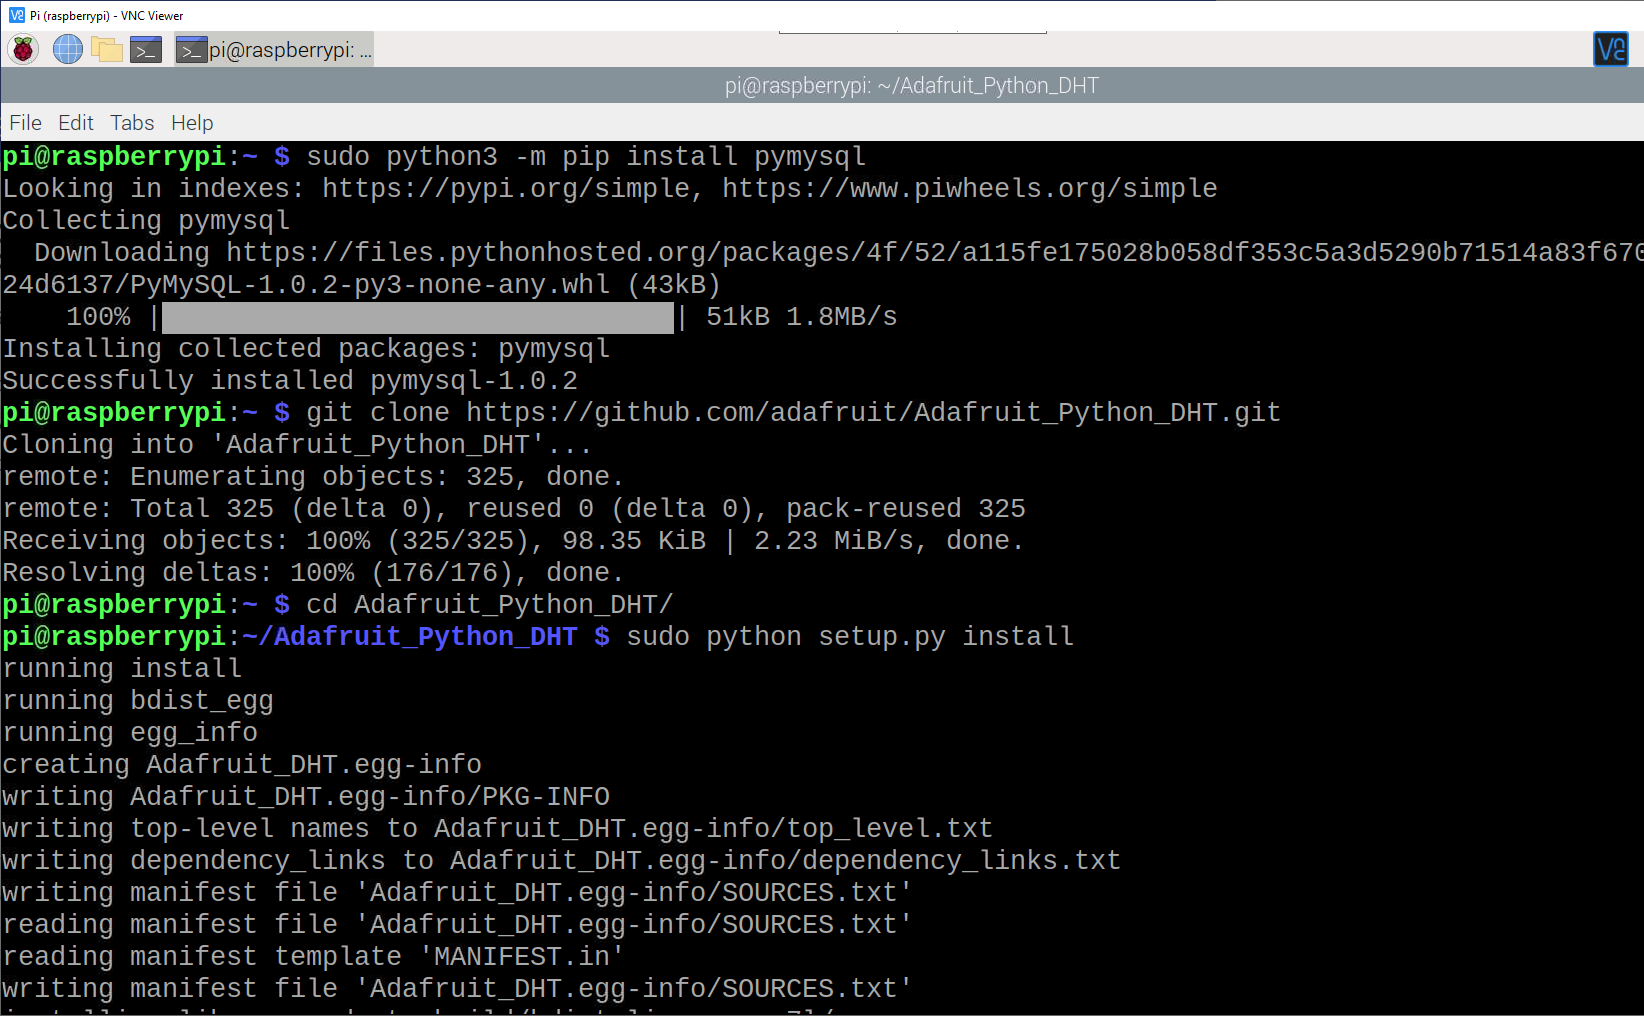 Pi (raspberrypi) - VNC Viewer
pi@raspberrypi: ...
pi@raspberrypi: ~/Adafruit_Python_DHT
File Edit Tabs Help
pi@raspberrypi:~ $ sudo python3 -m pip install pymysql
Looking in indexes: https://pypi.org/simple, https://www.piwheels.org/simple
Collecting pymysql
  Downloading https://files.pythonhosted.org/packages/4f/52/a115fe175028b058df353c5a3d5290b71514a83f670
24d6137/PyMySQL-1.0.2-py3-none-any.whl (43kB)
    100% |████████████████████████████████| 51kB 1.8MB/s
Installing collected packages: pymysql
Successfully installed pymysql-1.0.2
pi@raspberrypi:~ $ git clone https://github.com/adafruit/Adafruit_Python_DHT.git
Cloning into 'Adafruit_Python_DHT'...
remote: Enumerating objects: 325, done.
remote: Total 325 (delta 0), reused 0 (delta 0), pack-reused 325
Receiving objects: 100% (325/325), 98.35 KiB | 2.23 MiB/s, done.
Resolving deltas: 100% (176/176), done.
pi@raspberrypi:~ $ cd Adafruit_Python_DHT/
pi@raspberrypi:~/Adafruit_Python_DHT $ sudo python setup.py install
running install
running bdist_egg
running egg_info
creating Adafruit_DHT.egg-info
writing Adafruit_DHT.egg-info/PKG-INFO
writing top-level names to Adafruit_DHT.egg-info/top_level.txt
writing dependency_links to Adafruit_DHT.egg-info/dependency_links.txt
writing manifest file 'Adafruit_DHT.egg-info/SOURCES.txt'
reading manifest file 'Adafruit_DHT.egg-info/SOURCES.txt'
reading manifest template 'MANIFEST.in'
writing manifest file 'Adafruit_DHT.egg-info/SOURCES.txt'